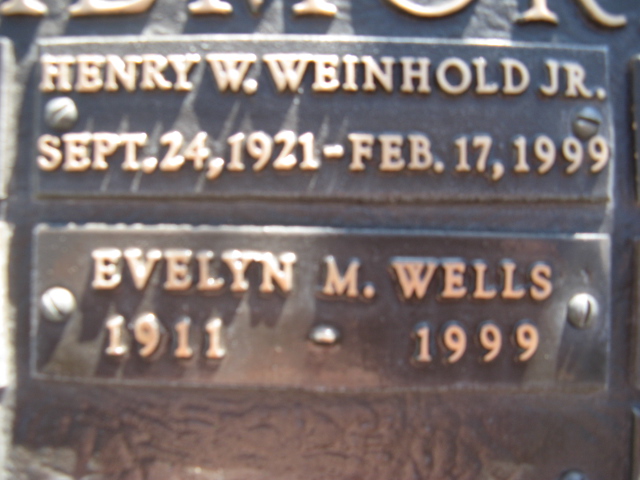 HENRY W. WEINHOLD JR.
SEPT. 24, 1921 - FEB. 17, 1999
EVELYN M. WELLS
1911 - 1999